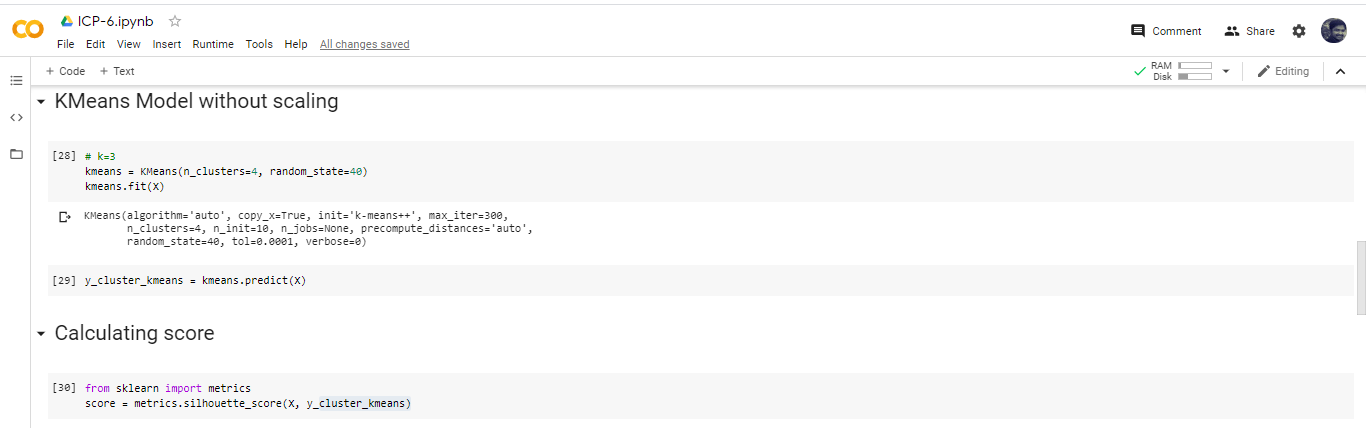 ICP-6.ipynb
File Edit View Insert Runtime Tools Help All changes saved
Comment Share
+ Code + Text
RAM
Disk
Editing
KMeans Model without scaling
[28] # k=3
kmeans = KMeans(n_clusters=4, random_state=40)
kmeans.fit(X)
KMeans(algorithm='auto', copy_x=True, init='k-means++', max_iter=300,
n_clusters=4, n_init=10, n_jobs=None, precompute_distances='auto',
random_state=40, tol=0.0001, verbose=0)
[29] y_cluster_kmeans = kmeans.predict(X)
Calculating score
[30] from sklearn import metrics
score = metrics.silhouette_score(X, y_cluster_kmeans)